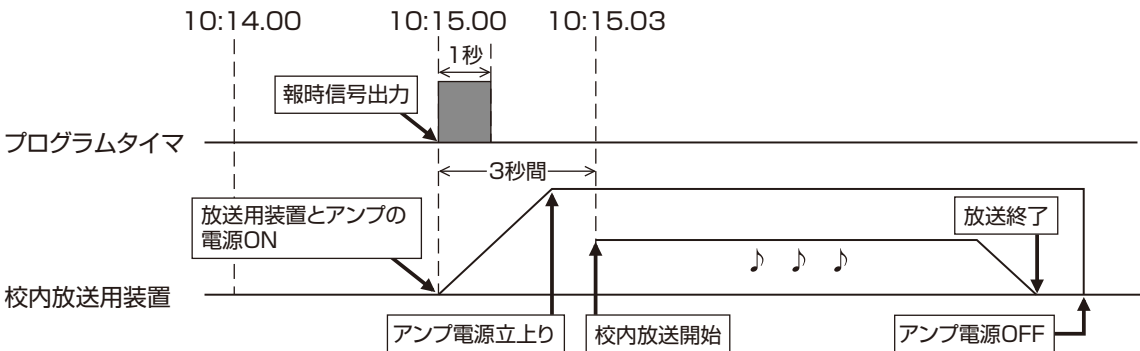 10:14.00 10:15.00 10:15.03
1秒
報時信号出力
プログラムタイマ
3秒間
放送用装置とアンプの
電源ON
放送終了
♪ ♪ ♪
校内放送用装置
アンプ電源立上り 校内放送開始 アンプ電源OFF